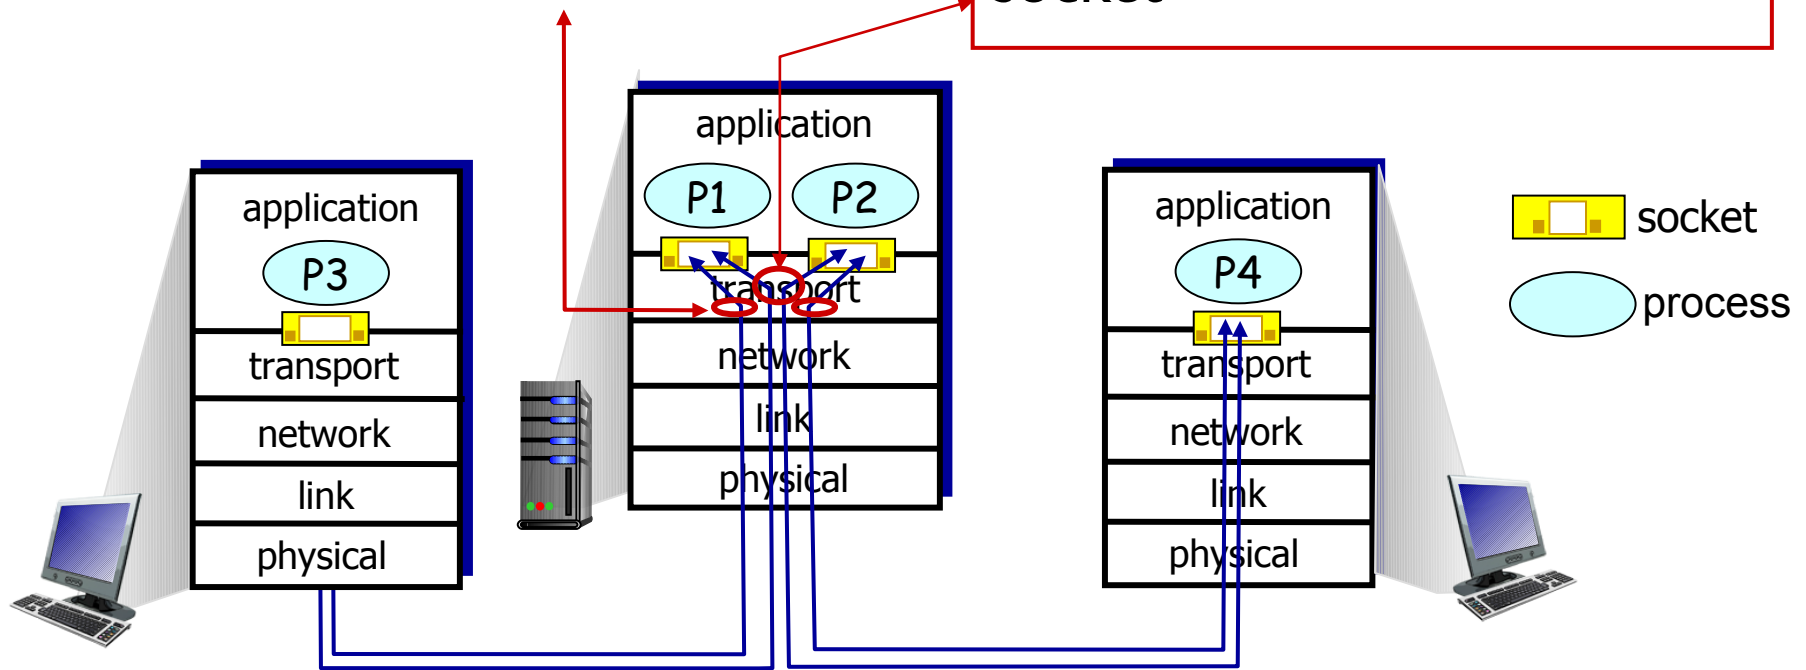 application
P1 P2
transport
network
link
physical
application
P3
transport
network
link
physical
application
P4
transport
network
link
physical
socket
process